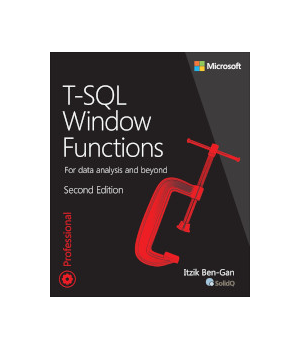 Microsoft
T-SQL
Window
Functions
For data analysis and beyond
Second Edition
Professional
Itzik Ben-Gan
SolidQ